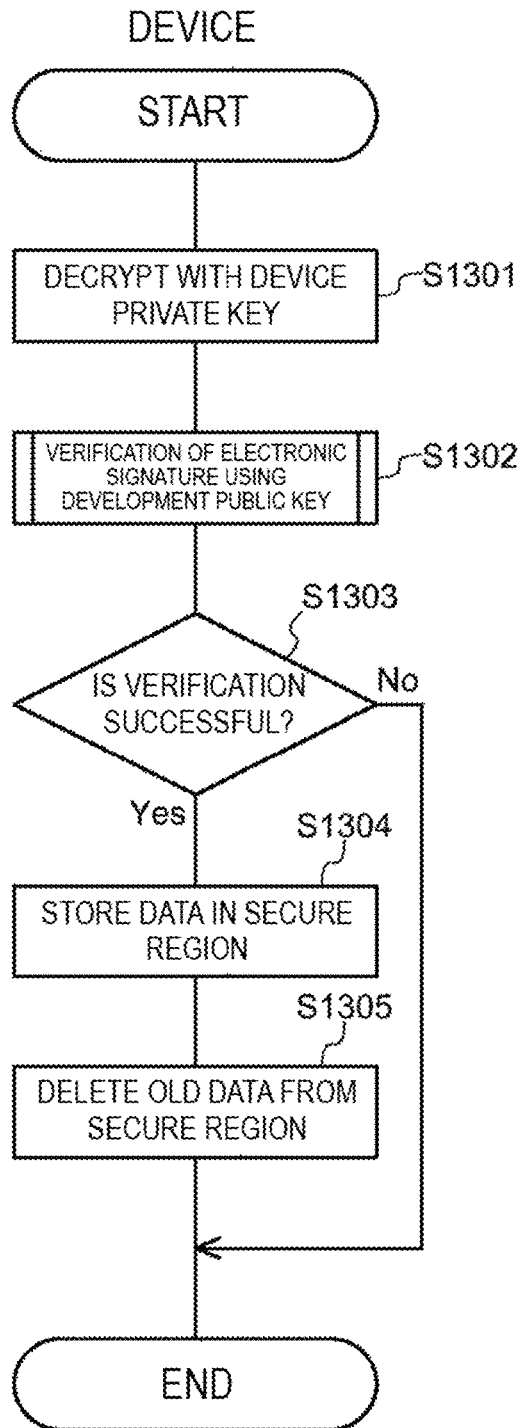 DEVICE
START
DECRYPT WITH DEVICE
PRIVATE KEY
S1301
VERIFICATION OF ELECTRONIC
SIGNATURE USING
DEVELOPMENT PUBLIC KEY
S1302
S1303
IS VERIFICATION
SUCCESSFUL?
No
Yes
S1304
STORE DATA IN SECURE
REGION
S1305
DELETE OLD DATA FROM
SECURE REGION
END